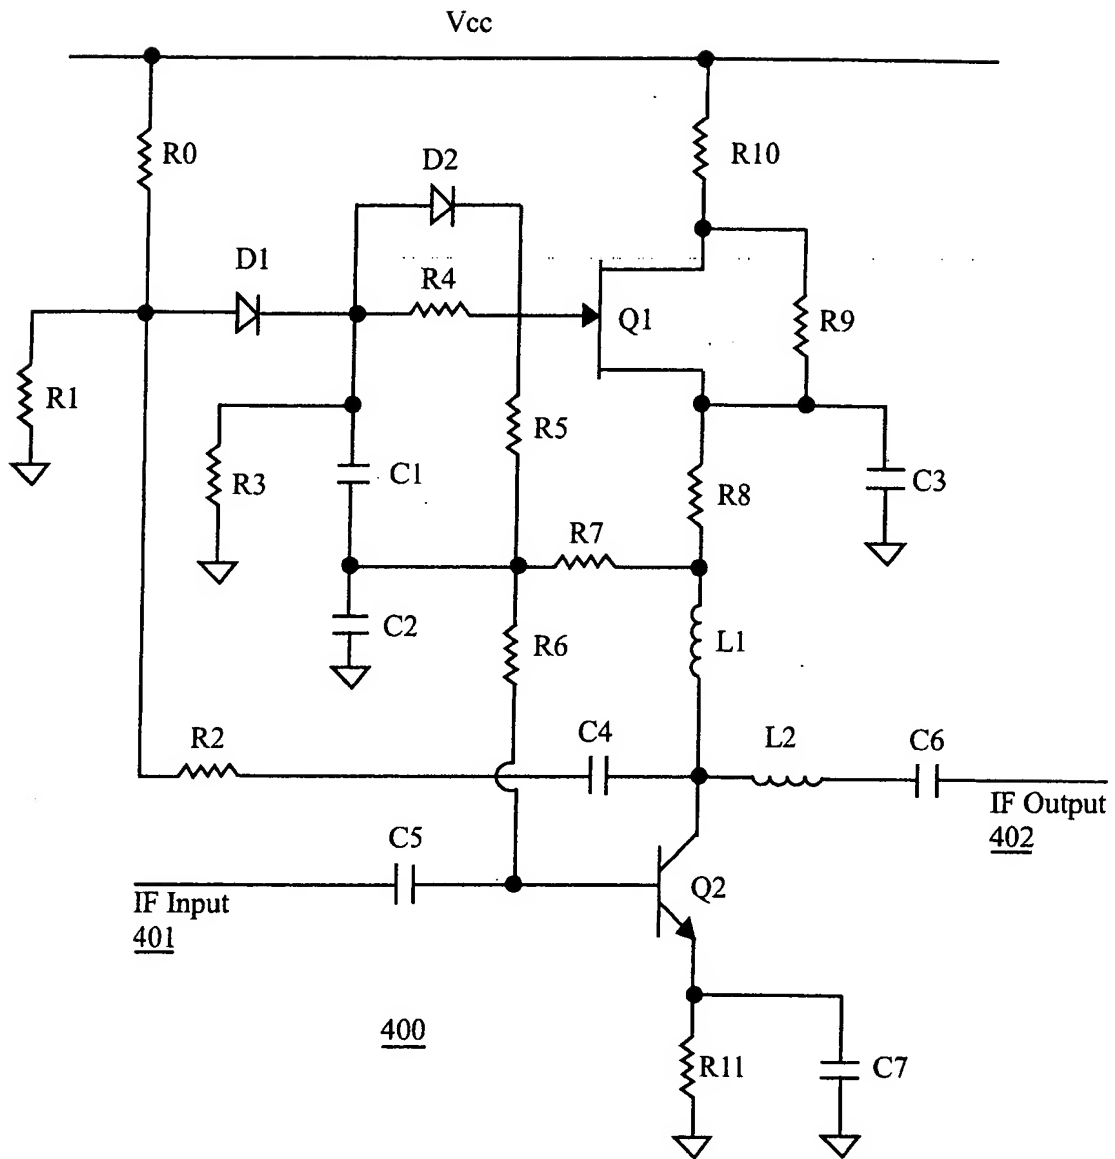 Vcc
R0
R10
D2
D1
R4
Q1
R9
R1
R5
R3
C1
R8
C3
R7
C2
R6
L1
R2
C4
L2
C6
IF Output
402
C5
Q2
IF Input
401
400
R11
C7